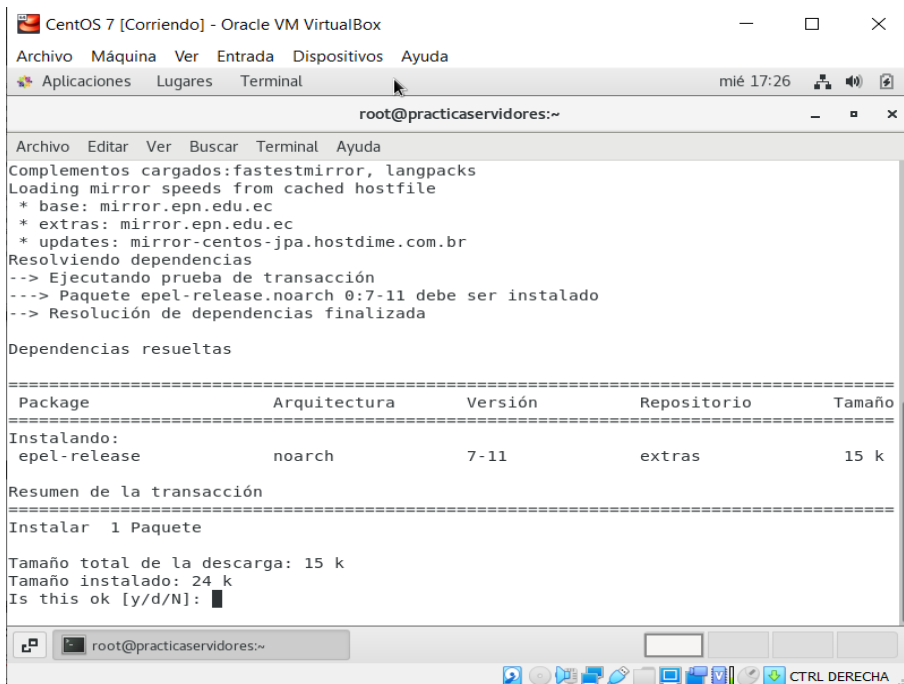 CentOS 7 [Corriendo] - Oracle VM VirtualBox
Archivo Máquina Ver Entrada Dispositivos Ayuda
Aplicaciones Lugares Terminal mié 17:26
root@practicaservidores:~
Archivo Editar Ver Buscar Terminal Ayuda
Complementos cargados:fastestmirror, langpacks
Loading mirror speeds from cached hostfile
 * base: mirror.epn.edu.ec
 * extras: mirror.epn.edu.ec
 * updates: mirror-centos-jpa.hostdime.com.br
Resolviendo dependencias
--> Ejecutando prueba de transacción
---> Paquete epel-release.noarch 0:7-11 debe ser instalado
--> Resolución de dependencias finalizada
Dependencias resueltas
================================================================================
Package Arquitectura Versión Repositorio Tamaño
================================================================================
Instalando:
epel-release noarch 7-11 extras 15 k
Resumen de la transacción
================================================================================
Instalar 1 Paquete
Tamaño total de la descarga: 15 k
Tamaño instalado: 24 k
Is this ok [y/d/N]:
root@practicaservidores:~
CTRL DERECHA